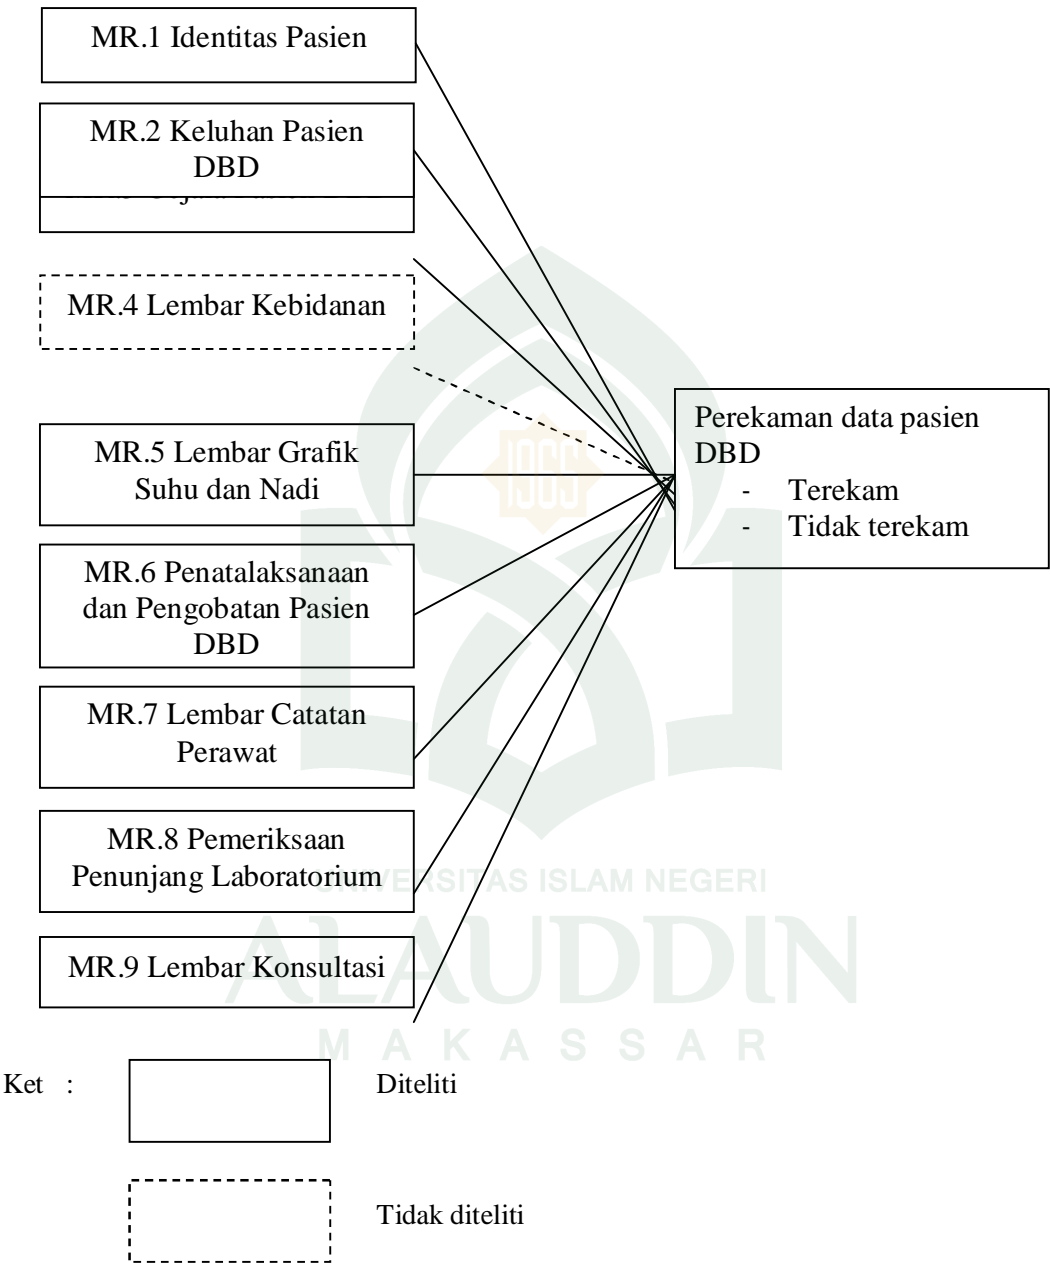 MR.1 Identitas Pasien
MR.2 Keluhan Pasien
DBD
MR.4 Lembar Kebidanan
MR.5 Lembar Grafik
Suhu dan Nadi
MR.6 Penatalaksanaan
dan Pengobatan Pasien
DBD
MR.7 Lembar Catatan
Perawat
MR.8 Pemeriksaan
Penunjang Laboratorium
MR.9 Lembar Konsultasi
Perekaman data pasien
DBD
- Terekam
- Tidak terekam
1965
UNIVERSITAS ISLAM NEGERI
ALAUDDIN
MAKASSAR
Ket :
Diteliti
Tidak diteliti